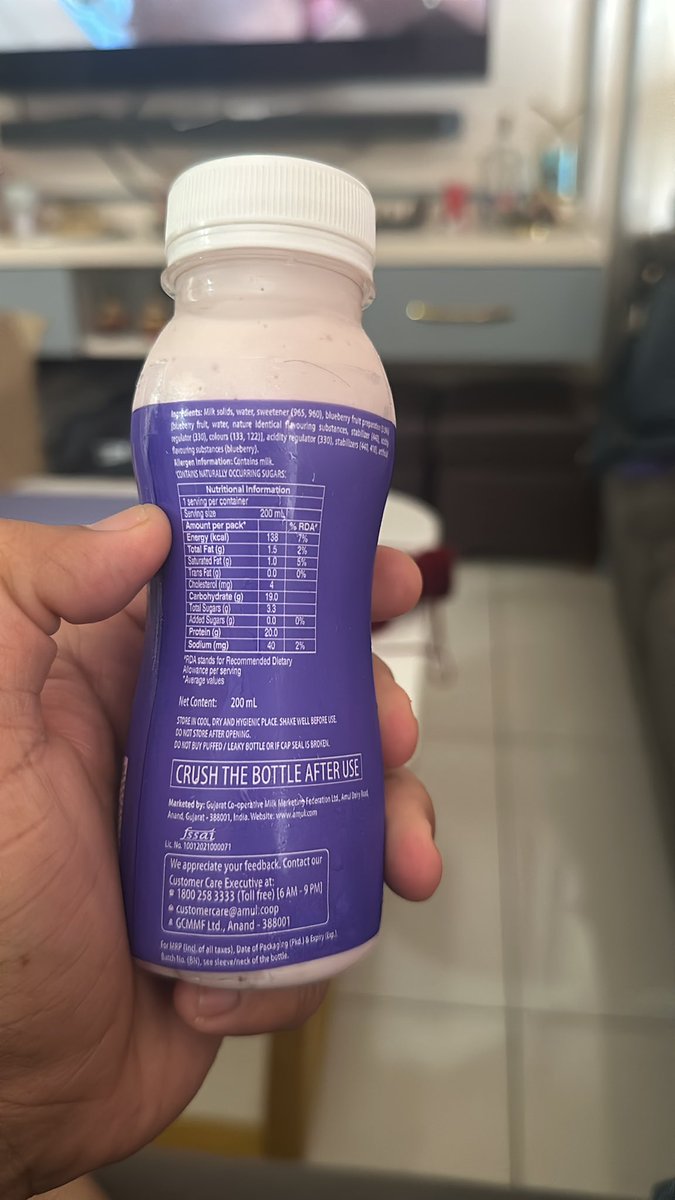 Ingredients: Milk solids, water, sweetener (965, 960), blueberry fruit preparation
[blueberry fruit, water, nature identical flavouring substances, stabilizer (440), acidity
regulator (330), colours (133, 122)], acidity regulator (330), stabilizers (440, 418), artificial
flavouring substances (blueberry).
Allergen Information: Contains milk.
*CONTAINS NATURALLY OCCURRING SUGARS.
Nutritional Information
1 serving per container
Serving size 200 mL
Amount per pack* % RDA#
Energy (kcal) 138 7%
Total Fat (g) 1.5 2%
Saturated Fat (g) 1.0 5%
Trans Fat (g) 0.0 0%
Cholesterol (mg) 4
Carbohydrate (g) 19.0
Total Sugars (g) 3.3
Added Sugars (g) 0.0 0%
Protein (g) 20.0
Sodium (mg) 40 2%
#RDA stands for Recommended Dietary
Allowance per serving
*Average values
Net Content: 200 mL
STORE IN COOL, DRY AND HYGIENIC PLACE. SHAKE WELL BEFORE USE.
DO NOT STORE AFTER OPENING.
DO NOT BUY PUFFED / LEAKY BOTTLE OR IF CAP SEAL IS BROKEN.
CRUSH THE BOTTLE AFTER USE
Marketed by: Gujarat Co-operative Milk Marketing Federation Ltd., Amul Dairy Road,
Anand, Gujarat - 388001, India. Website: www.amul.com
fssai
Lic. No. 10012021000071
We appreciate your feedback. Contact our
Customer Care Executive at:
1800 258 3333 (Toll free) [6 AM - 9 PM]
customercare@amul.coop
GCMMF Ltd., Anand - 388001
For MRP (incl. of all taxes), Date of Packaging (Pkd.) & Expiry (Exp.),
Batch No. (BN), see sleeve/neck of the bottle.